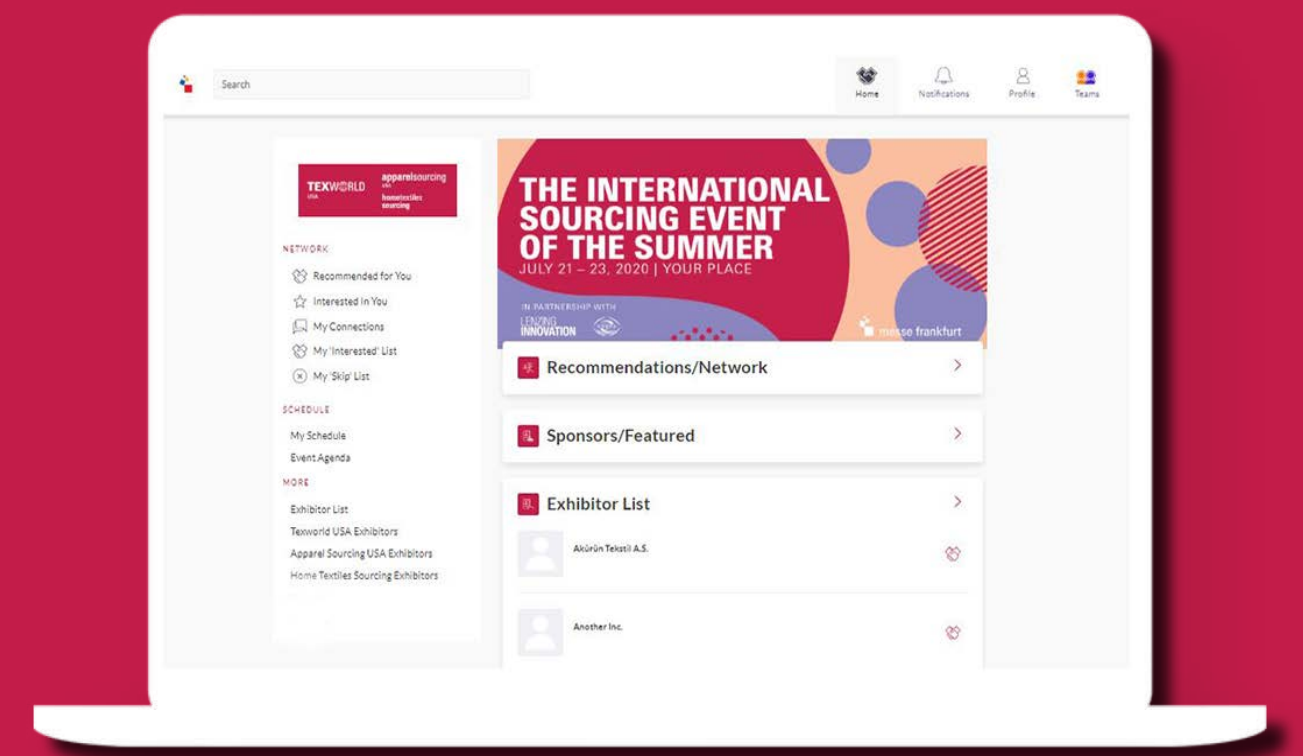 Search
Home
Notifications
Profile
Teams
TEXWORLD
USA
apparelsourcing
usa
hometextiles
sourcing
NETWORK
Recommended for You
Interested In You
My Connections
My 'Interested' List
My 'Skip' List
SCHEDULE
My Schedule
Event Agenda
MORE
Exhibitor List
Texworld USA Exhibitors
Apparel Sourcing USA Exhibitors
Home Textiles Sourcing Exhibitors
THE INTERNATIONAL
SOURCING EVENT
OF THE SUMMER
JULY 21 – 23, 2020 | YOUR PLACE
IN PARTNERSHIP WITH
LENZING
INNOVATION
messe frankfurt
Recommendations/Network
Sponsors/Featured
Exhibitor List
Akürün Tekstil A.S.
Another Inc.